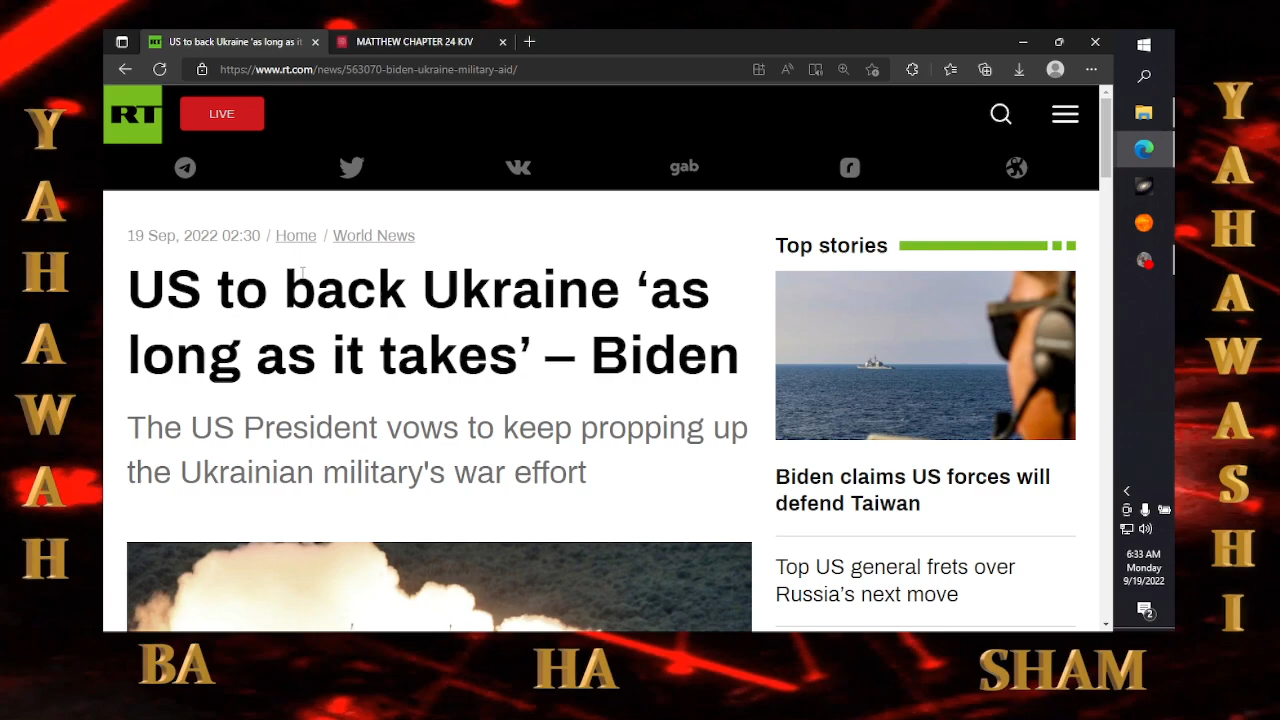 US to back Ukraine 'as long as it
MATTHEW CHAPTER 24 KJV
https://www.rt.com/news/563070-biden-ukraine-military-aid/
RT
LIVE
gab
19 Sep, 2022 02:30 / Home / World News
US to back Ukraine ‘as
long as it takes’ – Biden
The US President vows to keep propping up
the Ukrainian military's war effort
Top stories
Biden claims US forces will
defend Taiwan
Top US general frets over
Russia’s next move
6:33 AM
Monday
9/19/2022
2
YAHAWAH
YAHAWASHI
BA HA SHAM